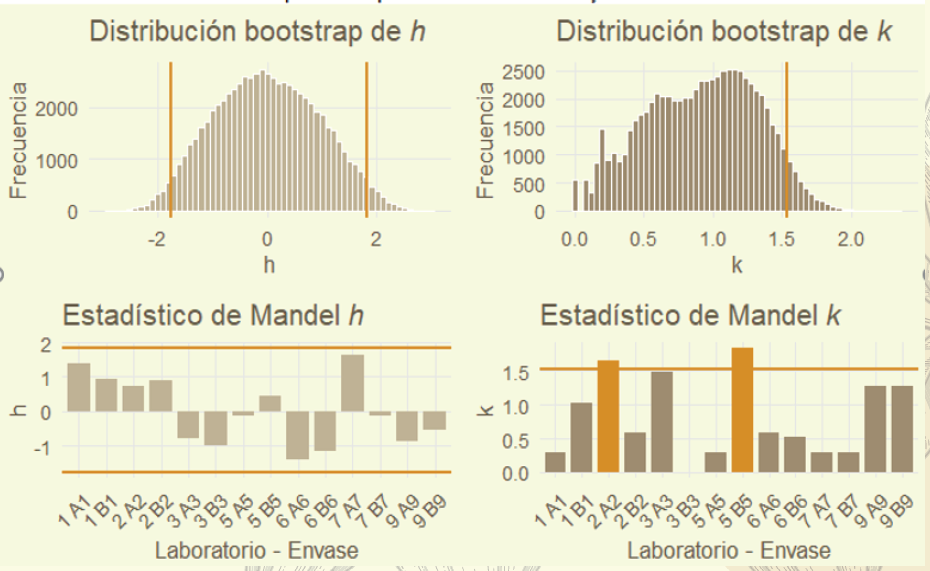 Distribución bootstrap de h
Frecuencia
2000
1000
0
-2 0 2
h
Distribución bootstrap de k
Frecuencia
2500
2000
1500
1000
500
0
0.0 0.5 1.0 1.5 2.0
k
Estadístico de Mandel h
h
2
1
0
-1
1 A1 1 B1 2 A2 2 B2 3 A3 3 B3 5 A5 5 B5 6 A6 6 B6 7 A7 7 B7 9 A9 9 B9
Laboratorio - Envase
Estadístico de Mandel k
k
1.5
1.0
0.5
0.0
1 A1 1 B1 2 A2 2 B2 3 A3 3 B3 5 A5 5 B5 6 A6 6 B6 7 A7 7 B7 9 A9 9 B9
Laboratorio - Envase